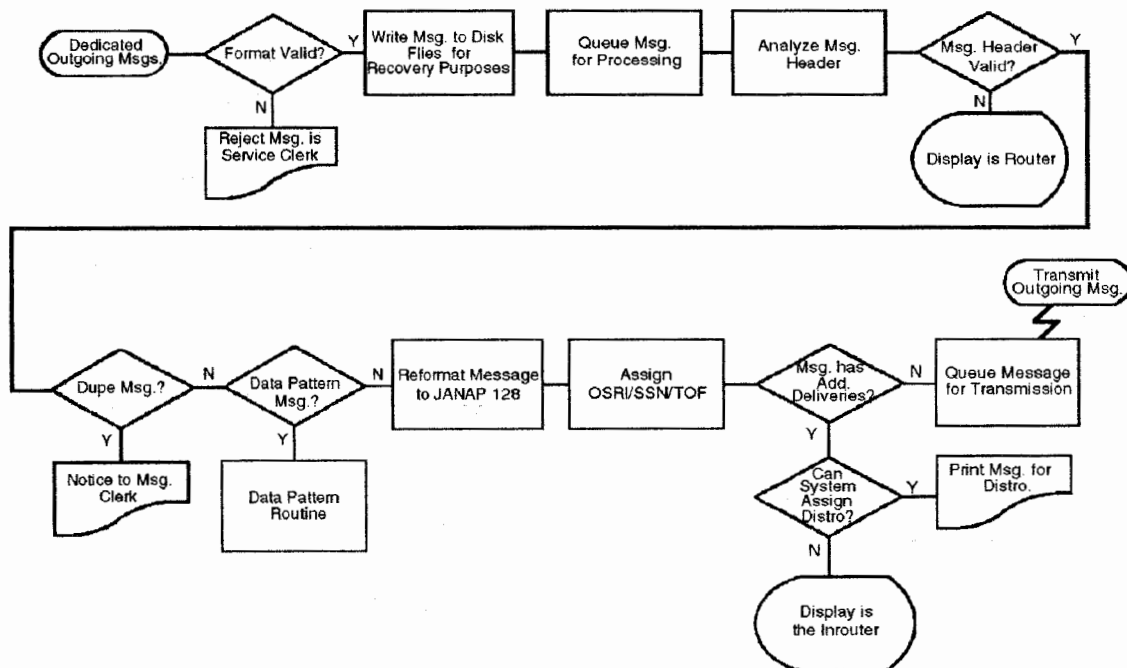 Dedicated
Outgoing Msgs.
Format Valid?
Y
N
Reject Msg. is
Service Clerk
Write Msg. to Disk
Flies for
Recovery Purposes
Queue Msg.
for Processing
Analyze Msg.
Header
Msg. Header
Valid?
Y
N
Display is Router
Transmit
Outgoing Msg.
Dupe Msg.?
N
Y
Notice to Msg.
Clerk
Data Pattern
Msg.?
N
Y
Data Pattern
Routine
Reformat Message
to JANAP 128
Assign
OSRI/SSN/TOF
Msg. has
Add.
Deliveries?
N
Y
Queue Message
for Transmission
Can
System
Assign
Distro?
Y
N
Print Msg. for
Distro.
Display is
the Inrouter